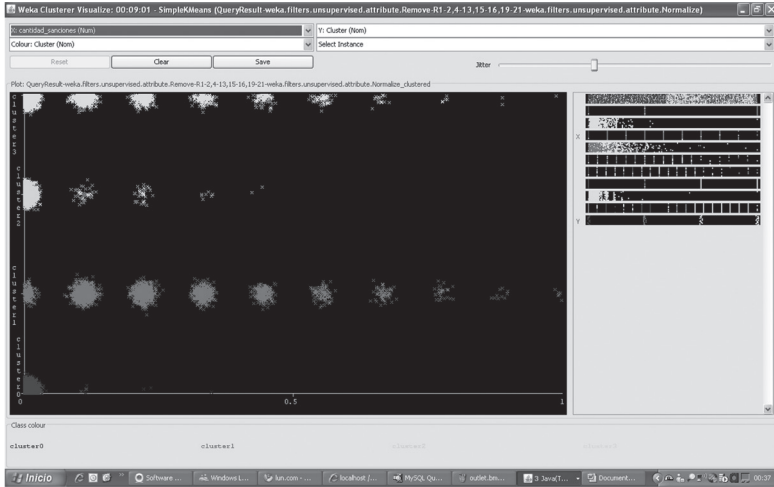 Weka Clusterer Visualize: 00:09:01 - SimpleKMeans (QueryResult-weka.filters.unsupervised.attribute.Remove-R1-2,4-13,15-16,19-21-weka.filters.unsupervised.attribute.Normalize)
X: cantidad_sanciones (Num)
Y: Cluster (Nom)
Colour: Cluster (Nom)
Select Instance
Reset
Clear
Save
Jitter
Plot: QueryResult-weka.filters.unsupervised.attribute.Remove-R1-2,4-13,15-16,19-21-weka.filters.unsupervised.attribute.Normalize_clustered
cluster3
cluster2
cluster1
cluster0
0
0.5
1
X
Y
Class colour
cluster0
cluster1
cluster2
Inicio
Software ...
Windows L...
lun.com - ...
localhost /...
MySQL Qu...
outlet.bm...
3 Java(T...
Document...
00:37